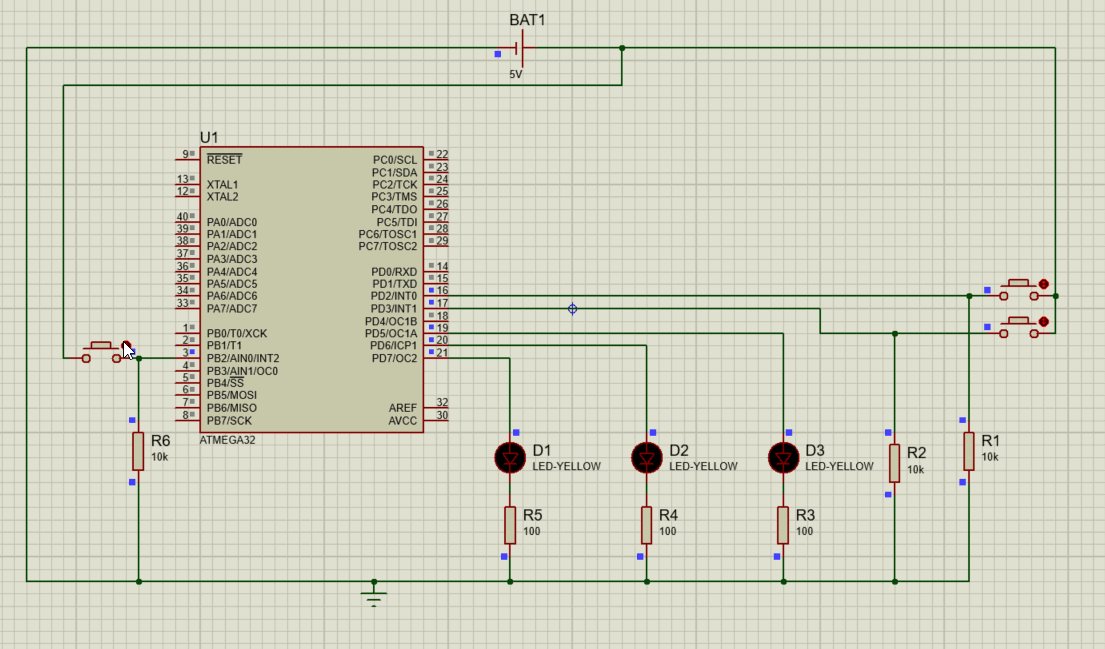 BAT1
5V
U1
9 RESET
13 XTAL1
12 XTAL2
40 PA0/ADC0
39 PA1/ADC1
38 PA2/ADC2
37 PA3/ADC3
36 PA4/ADC4
35 PA5/ADC5
34 PA6/ADC6
33 PA7/ADC7
1 PB0/T0/XCK
2 PB1/T1
3 PB2/AIN0/INT2
4 PB3/AIN1/OC0
5 PB4/SS
6 PB5/MOSI
7 PB6/MISO
8 PB7/SCK
PC0/SCL 22
PC1/SDA 23
PC2/TCK 24
PC3/TMS 25
PC4/TDO 26
PC5/TDI 27
PC6/TOSC1 28
PC7/TOSC2 29
PD0/RXD 14
PD1/TXD 15
PD2/INT0 16
PD3/INT1 17
PD4/OC1B 18
PD5/OC1A 19
PD6/ICP1 20
PD7/OC2 21
AREF 32
AVCC 30
ATMEGA32
R6
10k
D1
LED-YELLOW
D2
LED-YELLOW
D3
LED-YELLOW
R2
10k
R1
10k
R5
100
R4
100
R3
100